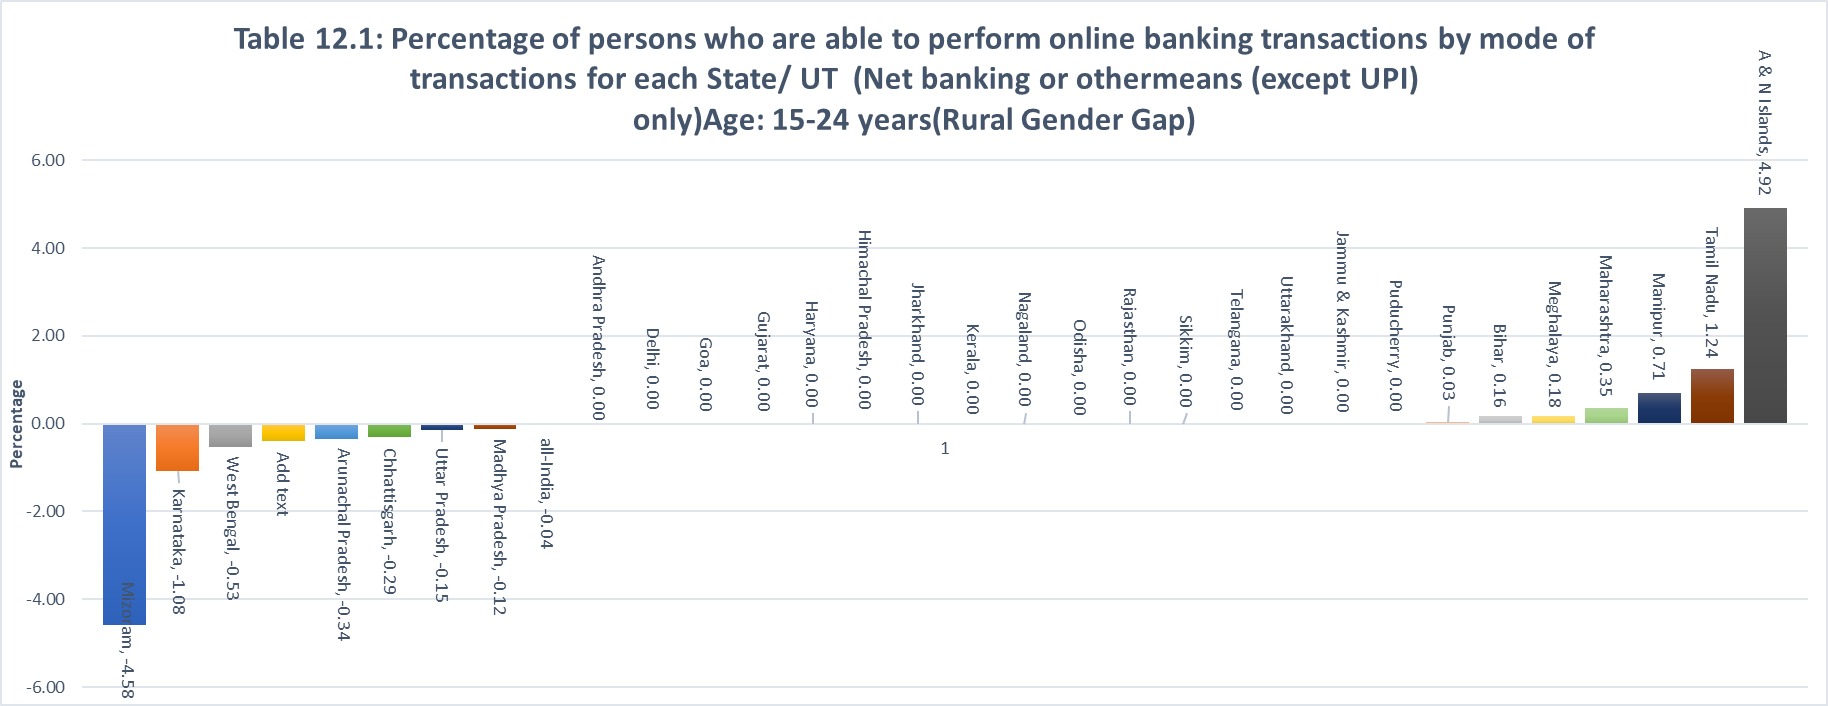 Table 12.1: Percentage of persons who are able to perform online banking transactions by mode of
transactions for each State/ UT  (Net banking or othermeans (except UPI)
only)Age: 15-24 years(Rural Gender Gap)
Percentage
6.00
4.00
2.00
0.00
-2.00
-4.00
-6.00
Mizoram, -4.58
Karnataka, -1.08
West Bengal, -0.53
Add text
Arunachal Pradesh, -0.34
Chhattisgarh, -0.29
Uttar Pradesh, -0.15
Madhya Pradesh, -0.12
all-India, -0.04
Andhra Pradesh, 0.00
Delhi, 0.00
Goa, 0.00
Gujarat, 0.00
Haryana, 0.00
Himachal Pradesh, 0.00
Jharkhand, 0.00
Kerala, 0.00
Nagaland, 0.00
Odisha, 0.00
Rajasthan, 0.00
Sikkim, 0.00
Telangana, 0.00
Uttarakhand, 0.00
Jammu & Kashmir, 0.00
Puducherry, 0.00
Punjab, 0.03
Bihar, 0.16
Meghalaya, 0.18
Maharashtra, 0.35
Manipur, 0.71
Tamil Nadu, 1.24
A & N Islands, 4.92
1